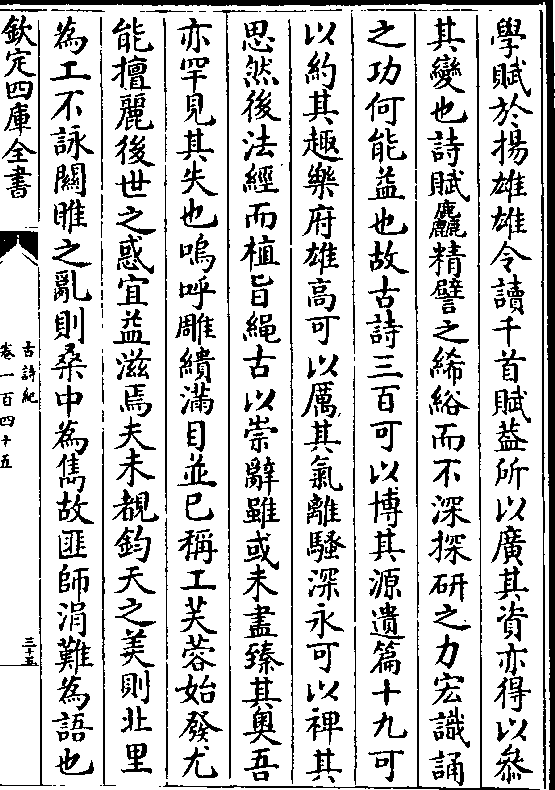 學賦於揚雄雄令讀千首賦葢所以廣其資亦得以叅
其變也詩賦麤精譬之絺綌而不深探研之力宏識誦
之功何能益也故古詩三百可以博其源遺篇十九可
以約其趣樂府雄高可以厲其氣離騷深永可以禆其
思然後法經而植旨繩古以崇辭雖或未盡臻其奥吾
亦罕見其失也嗚呼雕繢滿目並已稱工芙蓉始發尤
能擅麗後世之惑宜益滋焉夫未覩鈞天之美則北里
為工不詠關雎之亂則桑中為雋故匪師涓難為語也
欽定四庫全書
古詩紀
卷一百四十五
三十五